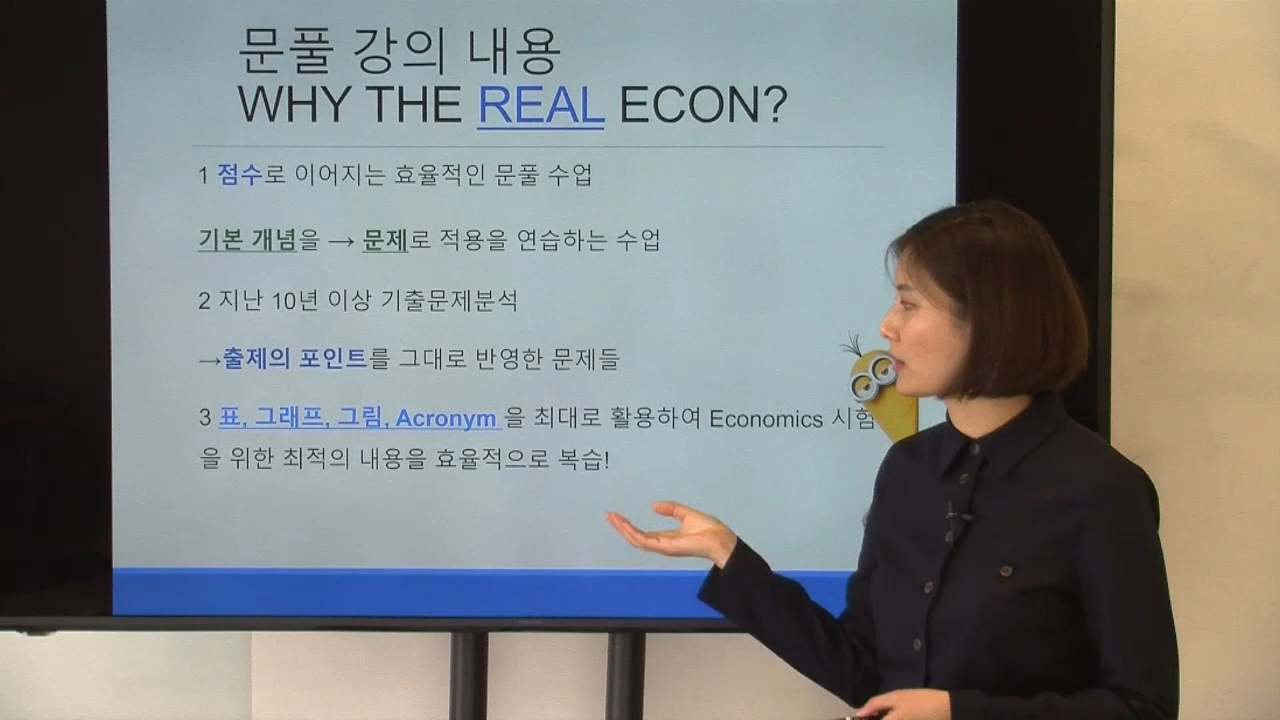 문풀 강의 내용
WHY THE REAL ECON?
1 점수로 이어지는 효율적인 문풀 수업
기본 개념을 → 문제로 적용을 연습하는 수업
2 지난 10년 이상 기출문제분석
→출제의 포인트를 그대로 반영한 문제들
3 표, 그래프, 그림, Acronym 을 최대로 활용하여 Economics 시험
을 위한 최적의 내용을 효율적으로 복습!